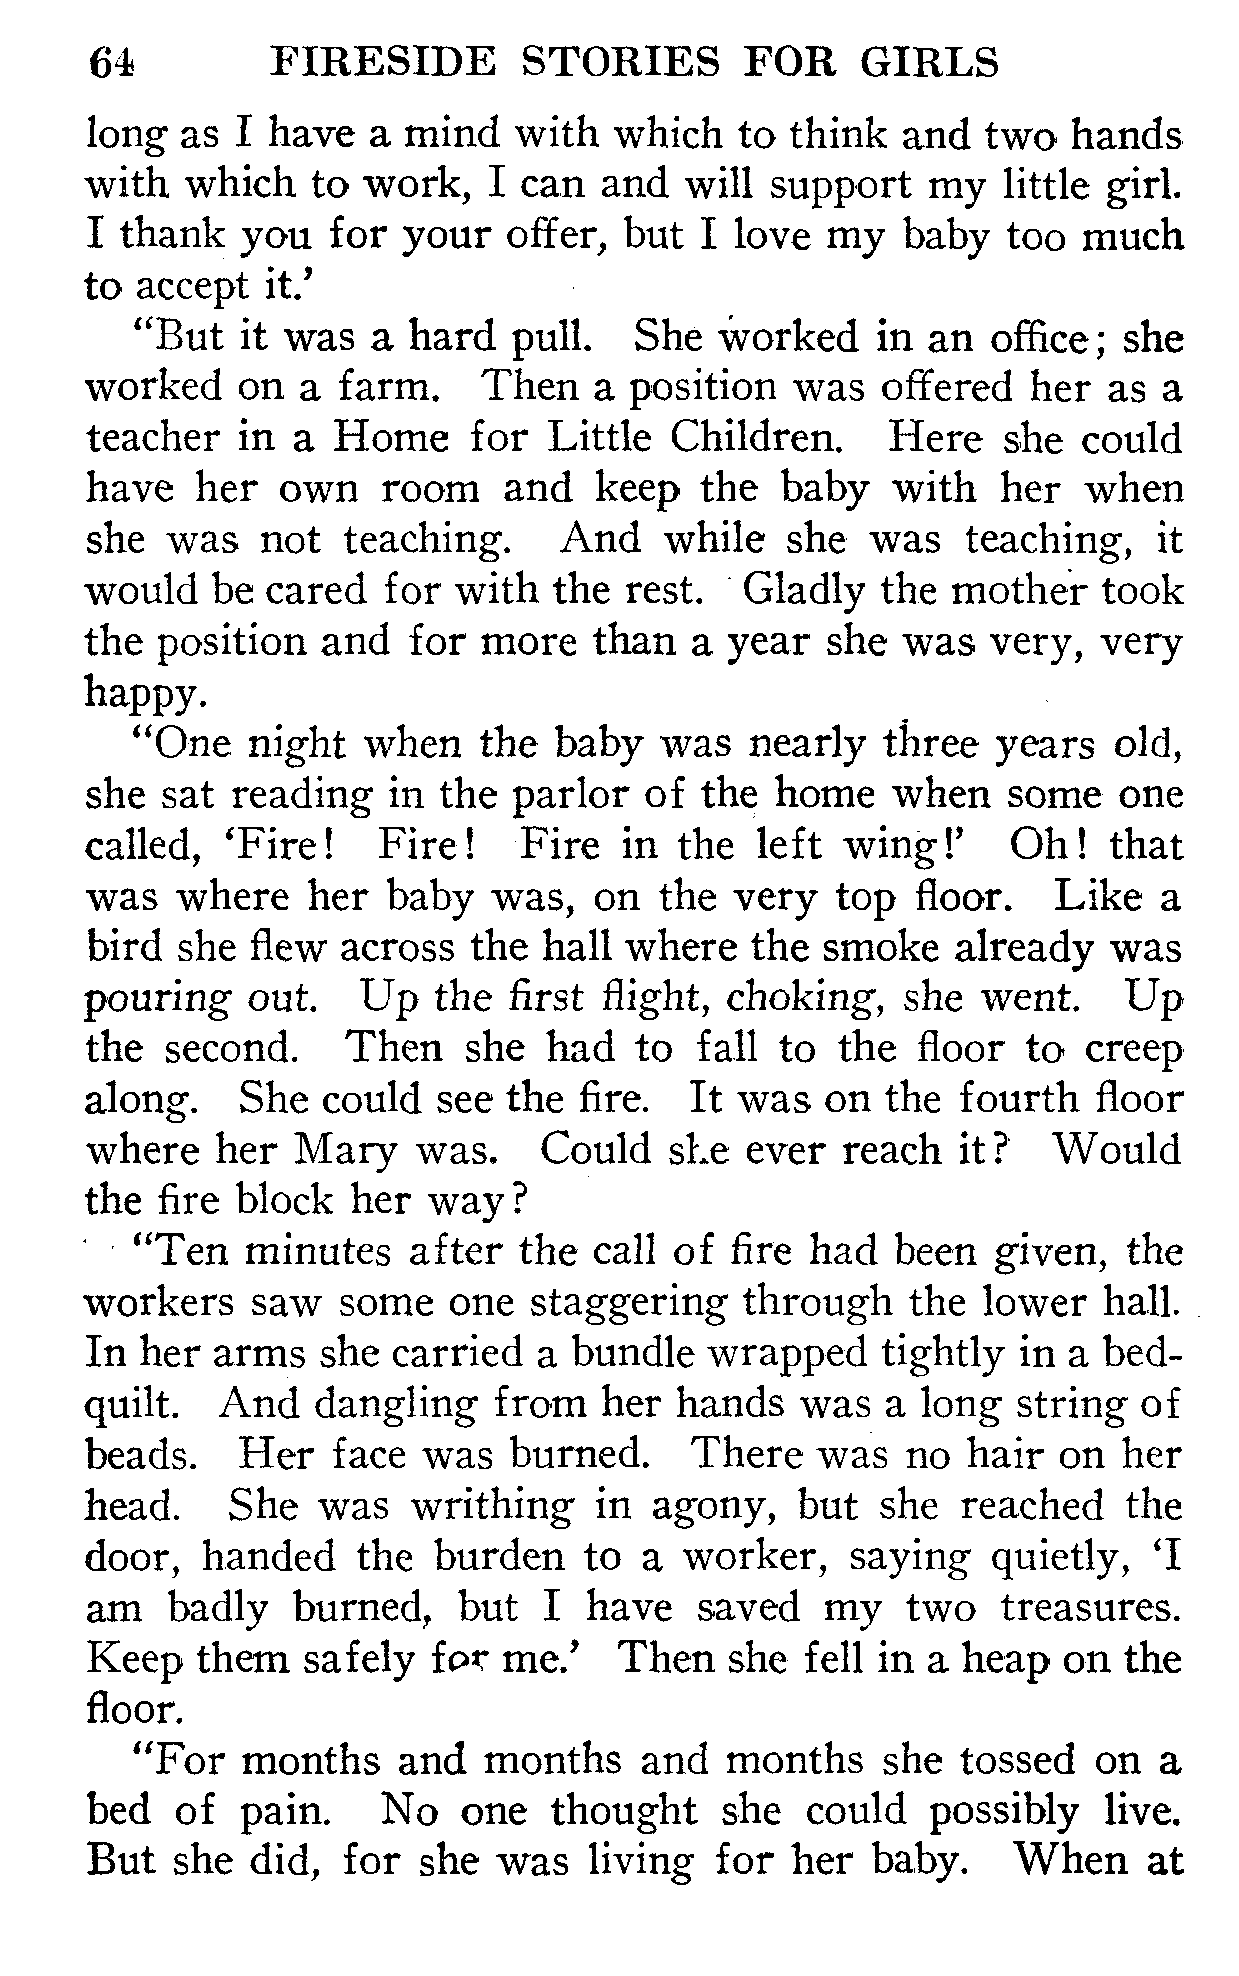 64 FIRESIDE STORIES FOR GIRLS
long as I have a mind with which to think and two hands
with which to work, I can and will support my little girl.
I thank you for your offer, but I love my baby too much
to accept it.’
“But it was a hard pull. She worked in an office; she
worked on a farm. Then a position was offered her as a
teacher in a Home for Little Children. Here she could
have her own room and keep the baby with her when
she was not teaching. And while she was teaching, it
would be cared for with the rest. Gladly the mother took
the position and for more than a year she was very, very
happy.
“One night when the baby was nearly three years old,
she sat reading in the parlor of the home when some one
called, ‘Fire! Fire! Fire in the left wing!’ Oh! that
was where her baby was, on the very top floor. Like a
bird she flew across the hall where the smoke already was
pouring out. Up the first flight, choking, she went. Up
the second. Then she had to fall to the floor to creep
along. She could see the fire. It was on the fourth floor
where her Mary was. Could she ever reach it? Would
the fire block her way?
“Ten minutes after the call of fire had been given, the
workers saw some one staggering through the lower hall.
In her arms she carried a bundle wrapped tightly in a bed-
quilt. And dangling from her hands was a long string of
beads. Her face was burned. There was no hair on her
head. She was writhing in agony, but she reached the
door, handed the burden to a worker, saying quietly, ‘I
am badly burned, but I have saved my two treasures.
Keep them safely for me.’ Then she fell in a heap on the
floor.
“For months and months and months she tossed on a
bed of pain. No one thought she could possibly live.
But she did, for she was living for her baby. When at